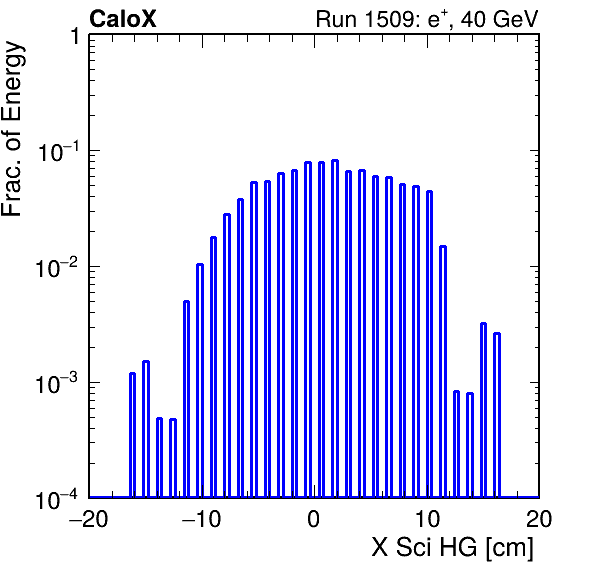 CaloX Run 1509: e⁺, 40 GeV
Frac. of Energy
1
10⁻¹
10⁻²
10⁻³
10⁻⁴
−20 −10 0 10 20
X Sci HG [cm]